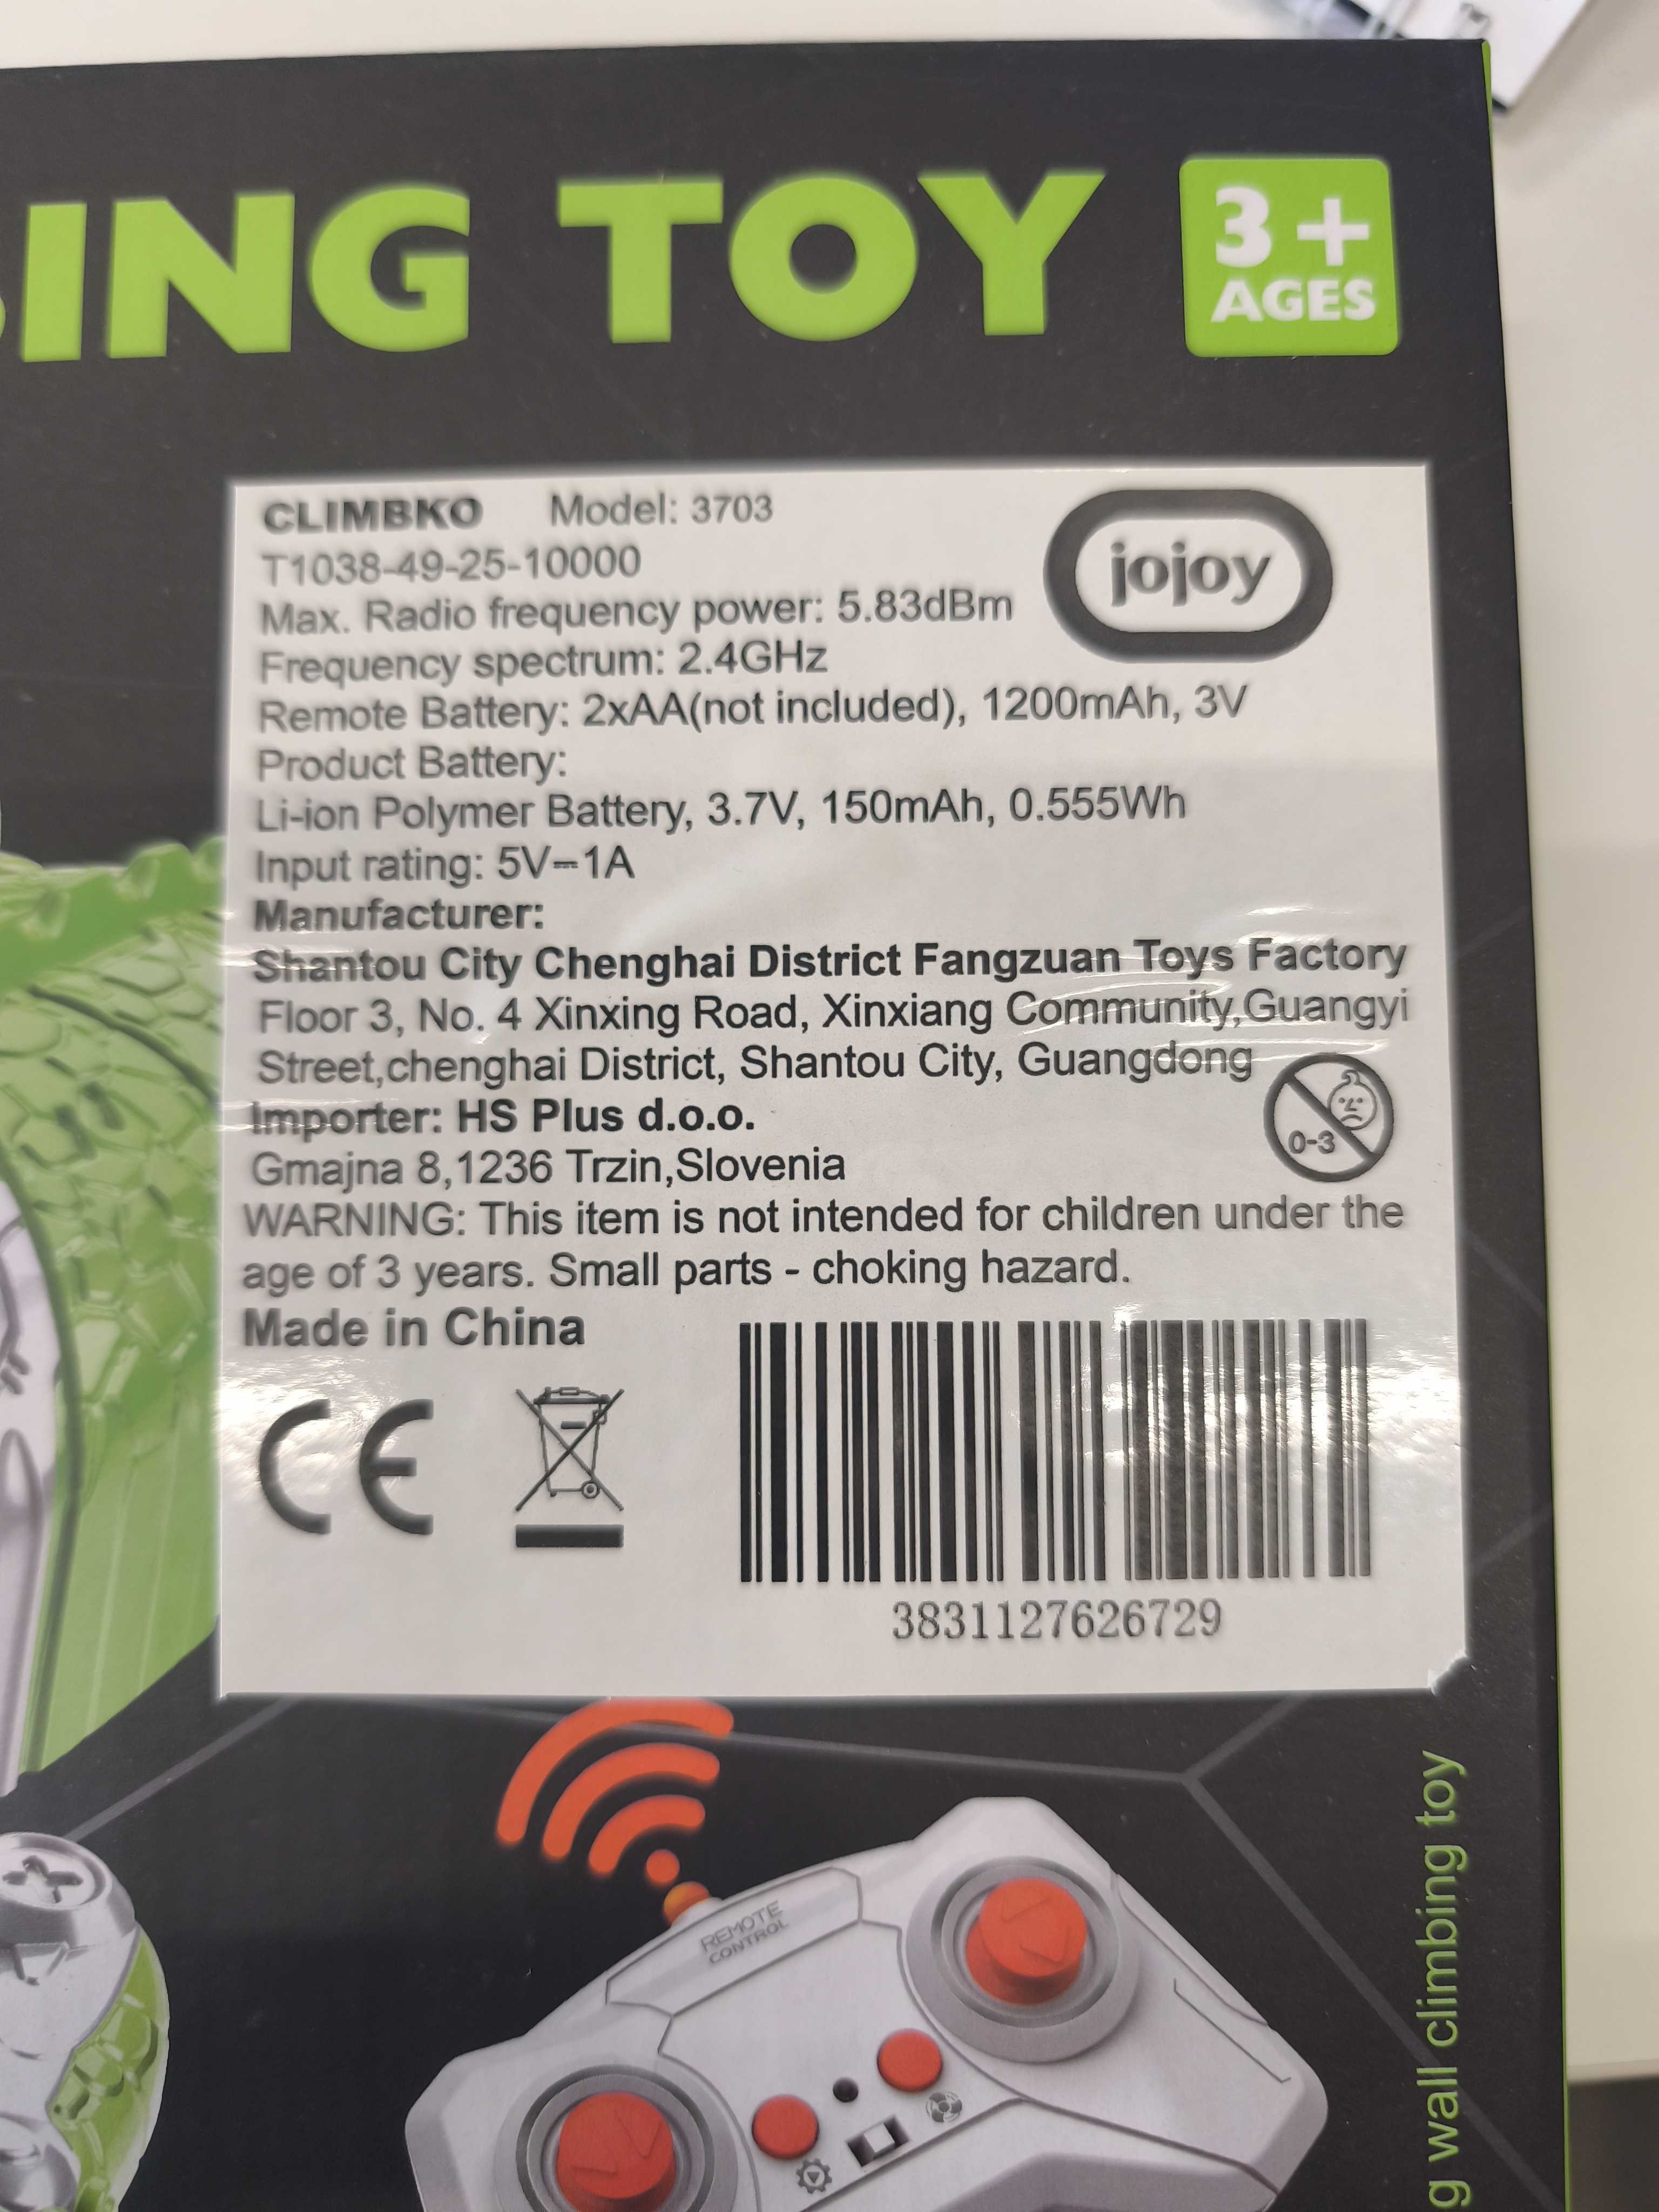 ING TOY
3+
AGES
CLIMBKO Model: 3703
jojoy
T1038-49-25-10000
Max. Radio frequency power: 5.83dBm
Frequency spectrum: 2.4GHz
Remote Battery: 2xAA(not included), 1200mAh, 3V
Product Battery:
Li-ion Polymer Battery, 3.7V, 150mAh, 0.555Wh
Input rating: 5V⎓1A
Manufacturer:
Shantou City Chenghai District Fangzuan Toys Factory
Floor 3, No. 4 Xinxing Road, Xinxiang Community,Guangyi
Street,chenghai District, Shantou City, Guangdong
0-3
Importer: HS Plus d.o.o.
Gmajna 8,1236 Trzin,Slovenia
WARNING: This item is not intended for children under the
age of 3 years. Small parts - choking hazard.
Made in China
CE
3831127626729
REMOTE
CONTROL
g wall climbing toy